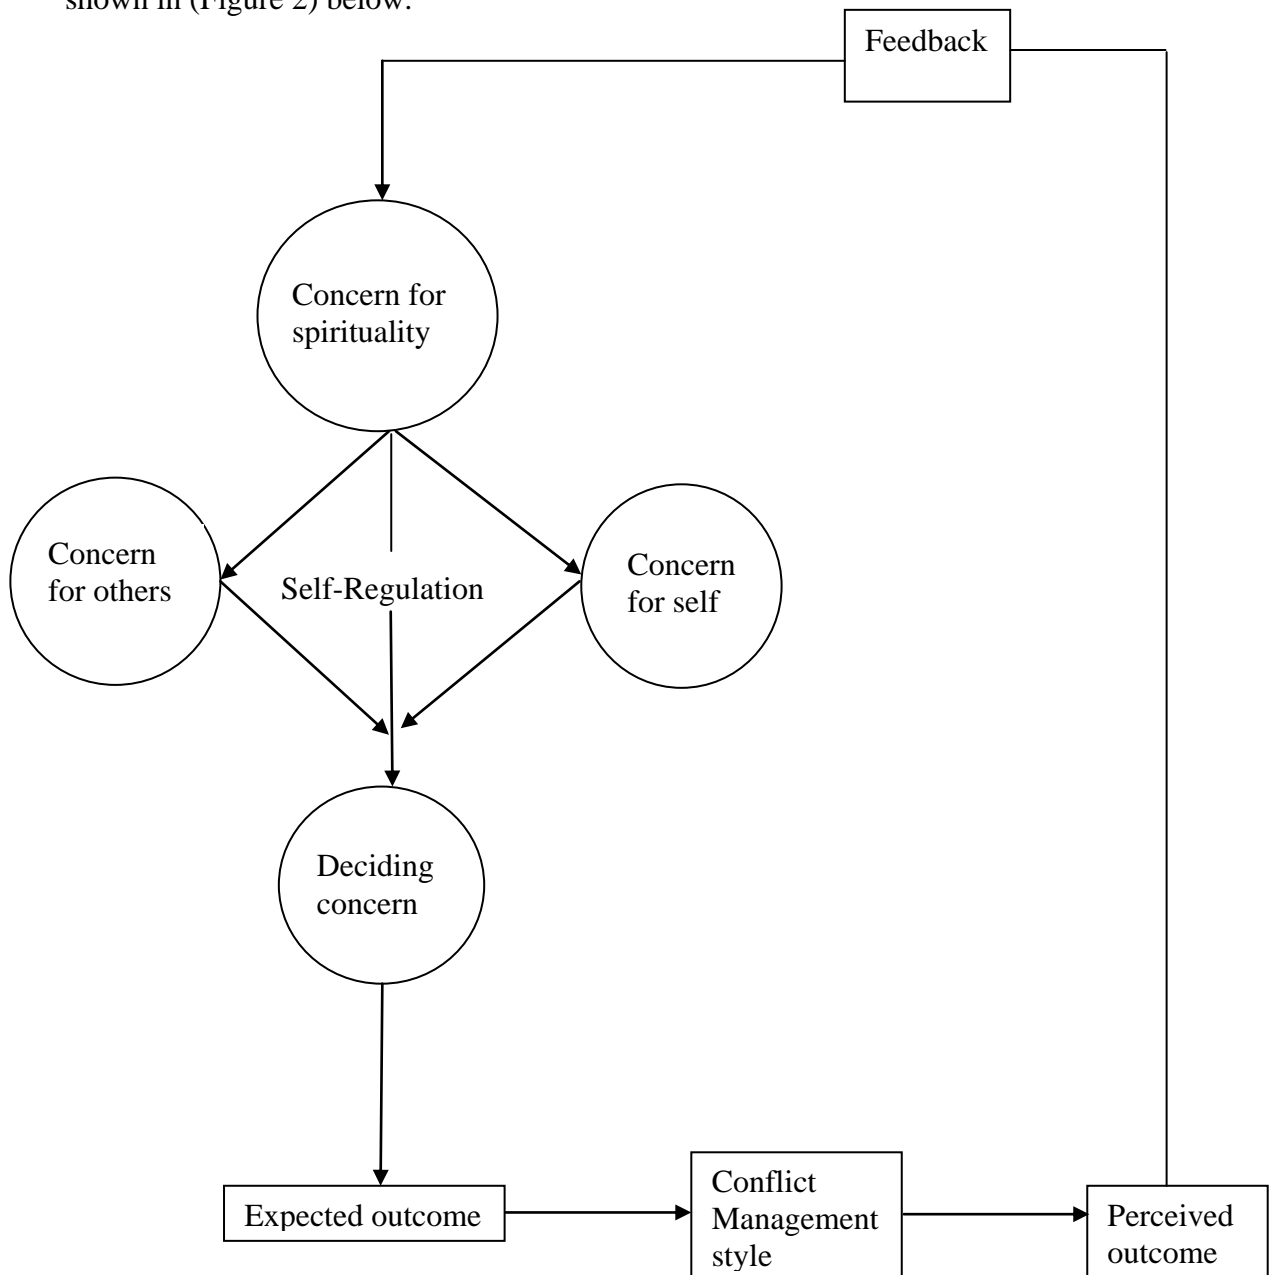 shown in (Figure 2) below.
Feedback
Concern for
spirituality
Concern
for others
Self-Regulation
Concern
for self
Deciding
concern
Expected outcome
Conflict
Management
style
Perceived
outcome